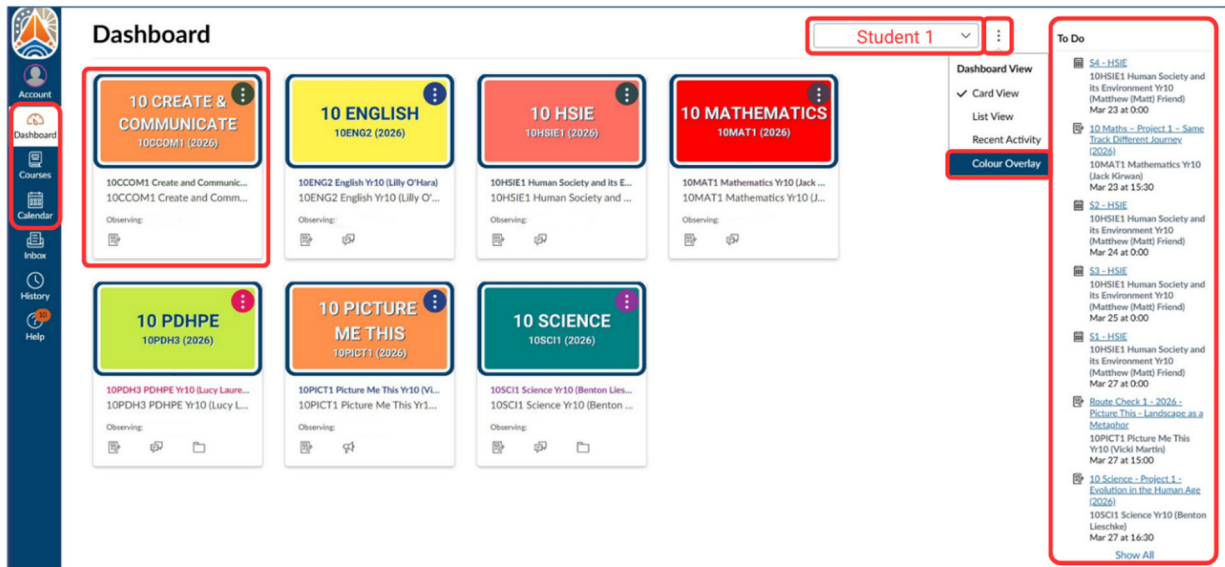 Dashboard
Student 1
Account
Dashboard
Courses
Calendar
Inbox
History
10
Help
10 CREATE &
COMMUNICATE
10CCOM1 (2026)
10CCOM1 Create and Communic...
10CCOM1 Create and Comm...
Observing:
10 ENGLISH
10ENG2 (2026)
10ENG2 English Yr10 (Lilly O'Hara)
10ENG2 English Yr10 (Lilly O'...
Observing:
10 HSIE
10HSIE1 (2026)
10HSIE1 Human Society and its E...
10HSIE1 Human Society and ...
Observing:
10 MATHEMATICS
10MAT1 (2026)
10MAT1 Mathematics Yr10 (Jack ...
10MAT1 Mathematics Yr10 (J...
Observing:
10 PDHPE
10PDH3 (2026)
10PDH3 PDHPE Yr10 (Lucy Laure...
10PDH3 PDHPE Yr10 (Lucy L...
Observing:
10 PICTURE
ME THIS
10PICT1 (2026)
10PICT1 Picture Me This Yr10 (Vi...
10PICT1 Picture Me This Yr1...
Observing:
10 SCIENCE
10SCI1 (2026)
10SCI1 Science Yr10 (Benton Lies...
10SCI1 Science Yr10 (Benton ...
Observing:
Dashboard View
Card View
List View
Recent Activity
Colour Overlay
To Do
S4 - HSIE
10HSIE1 Human Society and
its Environment Yr10
(Matthew (Matt) Friend)
Mar 23 at 0:00
10 Maths – Project 1 – Same
Track Different Journey
(2026)
10MAT1 Mathematics Yr10
(Jack Kirwan)
Mar 23 at 15:30
S2 - HSIE
10HSIE1 Human Society and
its Environment Yr10
(Matthew (Matt) Friend)
Mar 24 at 0:00
S3 - HSIE
10HSIE1 Human Society and
its Environment Yr10
(Matthew (Matt) Friend)
Mar 25 at 0:00
S1 - HSIE
10HSIE1 Human Society and
its Environment Yr10
(Matthew (Matt) Friend)
Mar 27 at 0:00
Route Check 1 - 2026 -
Picture This - Landscape as a
Metaphor
10PICT1 Picture Me This
Yr10 (Vicki Martin)
Mar 27 at 15:00
10 Science - Project 1 -
Evolution in the Human Age
(2026)
10SCI1 Science Yr10 (Benton
Lieschke)
Mar 27 at 16:30
Show All